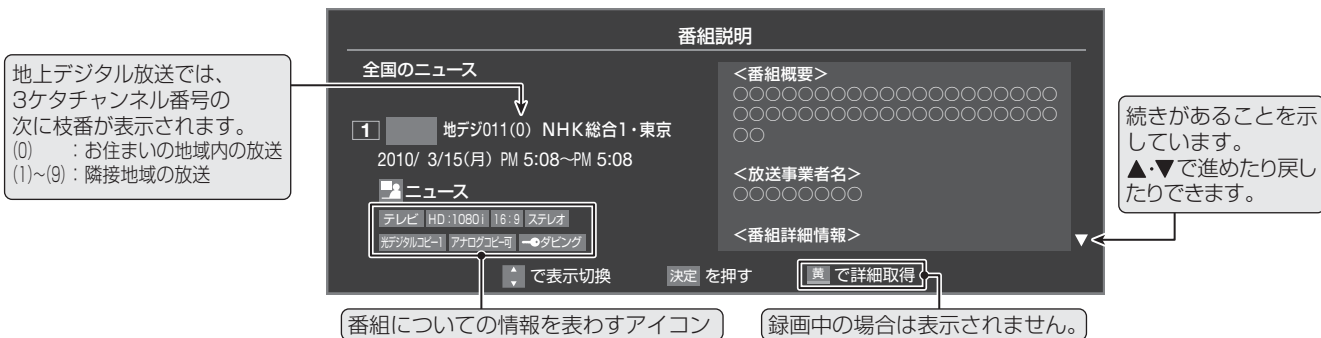 番組説明
地上デジタル放送では、
3ケタチャンネル番号の
次に枝番が表示されます。
(0)　：お住まいの地域内の放送
(1)~(9)：隣接地域の放送
全国のニュース
1 地デジ011(0) NHK総合1・東京
2010/ 3/15(月) PM 5:08~PM 5:08
ニュース
テレビ HD:1080i 16:9 ステレオ
光デジタルコピー1 アナログコピー可 ダビング
<番組概要>
○○○○○○○○○○○○○○○○○○○○
○○○○○○○○○○○○○○○○○○○○
○○
<放送事業者名>
○○○○○○○○
<番組詳細情報>
▼
続きがあることを示
しています。
▲・▼で進めたり戻し
たりできます。
で表示切換 決定 を押す 黄 で詳細取得
番組についての情報を表わすアイコン
録画中の場合は表示されません。